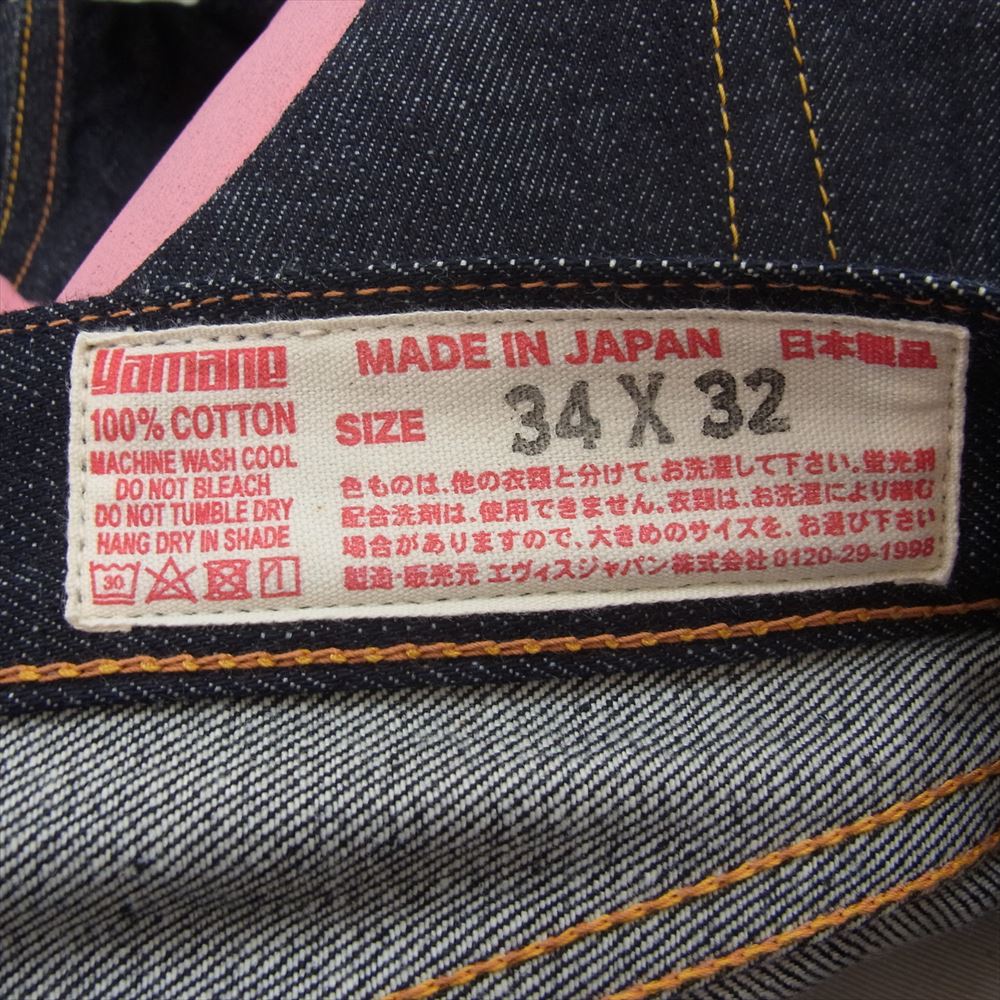 yamane
100% COTTON
MACHINE WASH COOL
DO NOT BLEACH
DO NOT TUMBLE DRY
HANG DRY IN SHADE
30
MADE IN JAPAN 日本製品
SIZE 34 X 32
色ものは、他の衣類と分けて、お洗濯して下さい。蛍光剤
配合洗剤は、使用できません。衣類は、お洗濯により縮む
場合がありますので、大きめのサイズを、お選び下さい
製造・販売元 エヴィスジャパン株式会社 0120-29-1998